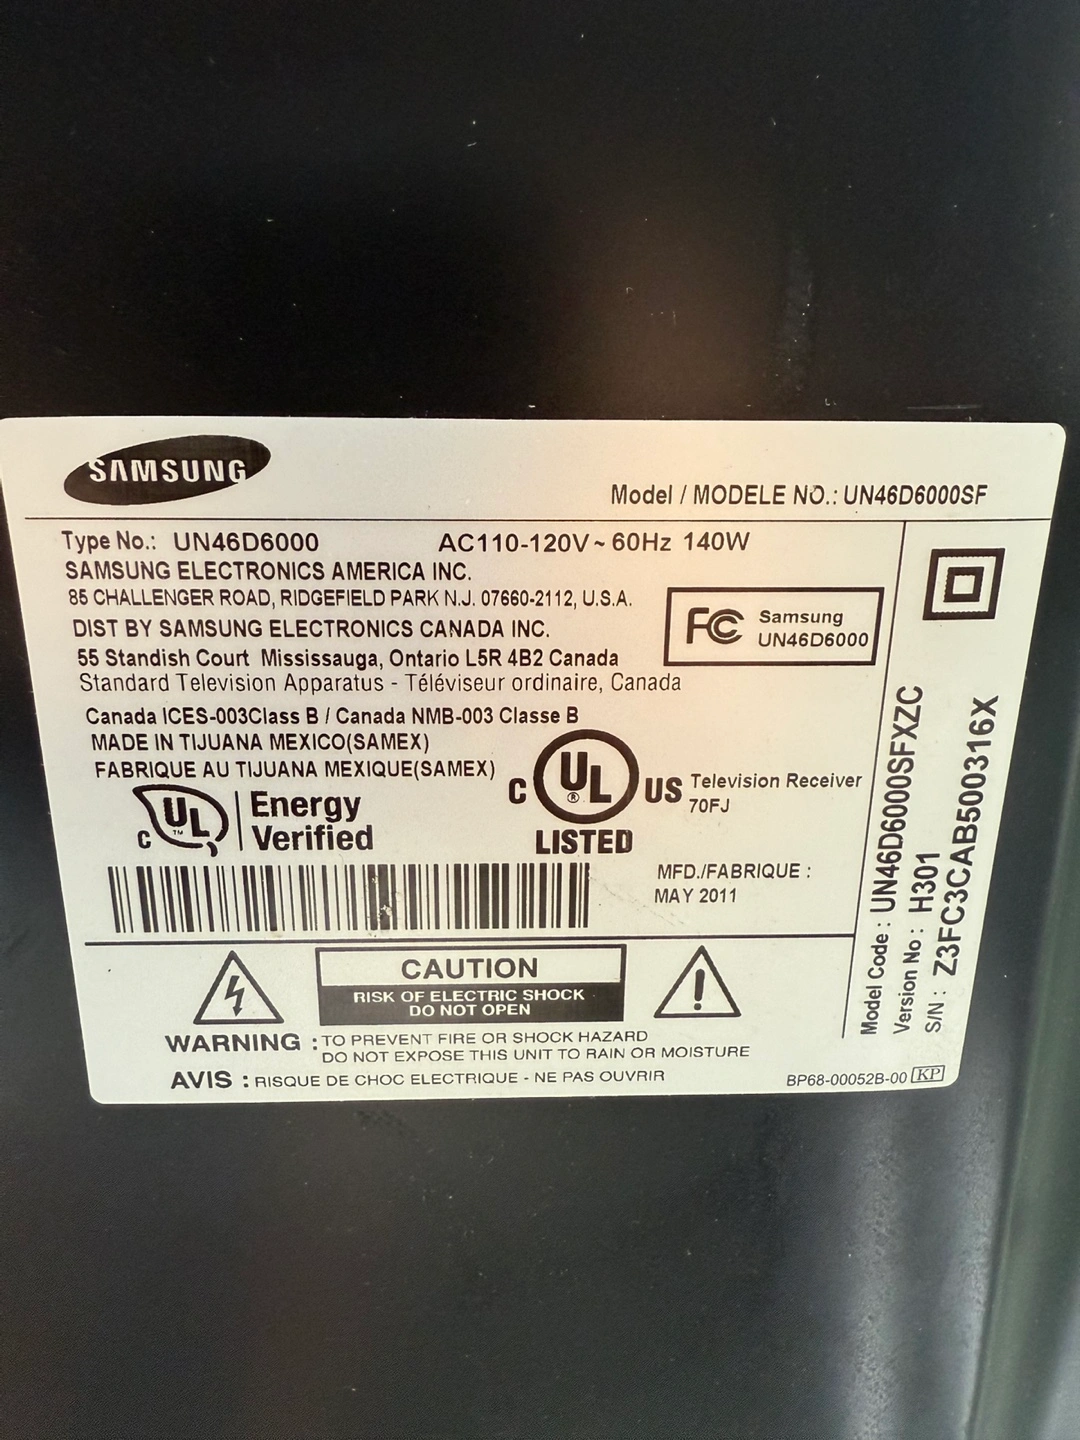 SAMSUNG
Model / MODELE NO.: UN46D6000SF
Type No.: UN46D6000 AC110-120V ~ 60Hz 140W
SAMSUNG ELECTRONICS AMERICA INC.
85 CHALLENGER ROAD, RIDGEFIELD PARK N.J. 07660-2112, U.S.A.
DIST BY SAMSUNG ELECTRONICS CANADA INC.
55 Standish Court Mississauga, Ontario L5R 4B2 Canada
Standard Television Apparatus - Téléviseur ordinaire, Canada
FC Samsung
UN46D6000
Canada ICES-003Class B / Canada NMB-003 Classe B
MADE IN TIJUANA MEXICO(SAMEX)
FABRIQUE AU TIJUANA MEXIQUE(SAMEX)
C UL ™ Energy
Verified
C UL ® US
LISTED
Television Receiver
70FJ
MFD./FABRIQUE :
MAY 2011
CAUTION
RISK OF ELECTRIC SHOCK
DO NOT OPEN
WARNING : TO PREVENT FIRE OR SHOCK HAZARD
DO NOT EXPOSE THIS UNIT TO RAIN OR MOISTURE
AVIS : RISQUE DE CHOC ELECTRIQUE - NE PAS OUVRIR
BP68-00052B-00 KP
Model Code : UN46D6000SFXZC
Version No : H301
S/N : Z3FC3CAB500316X